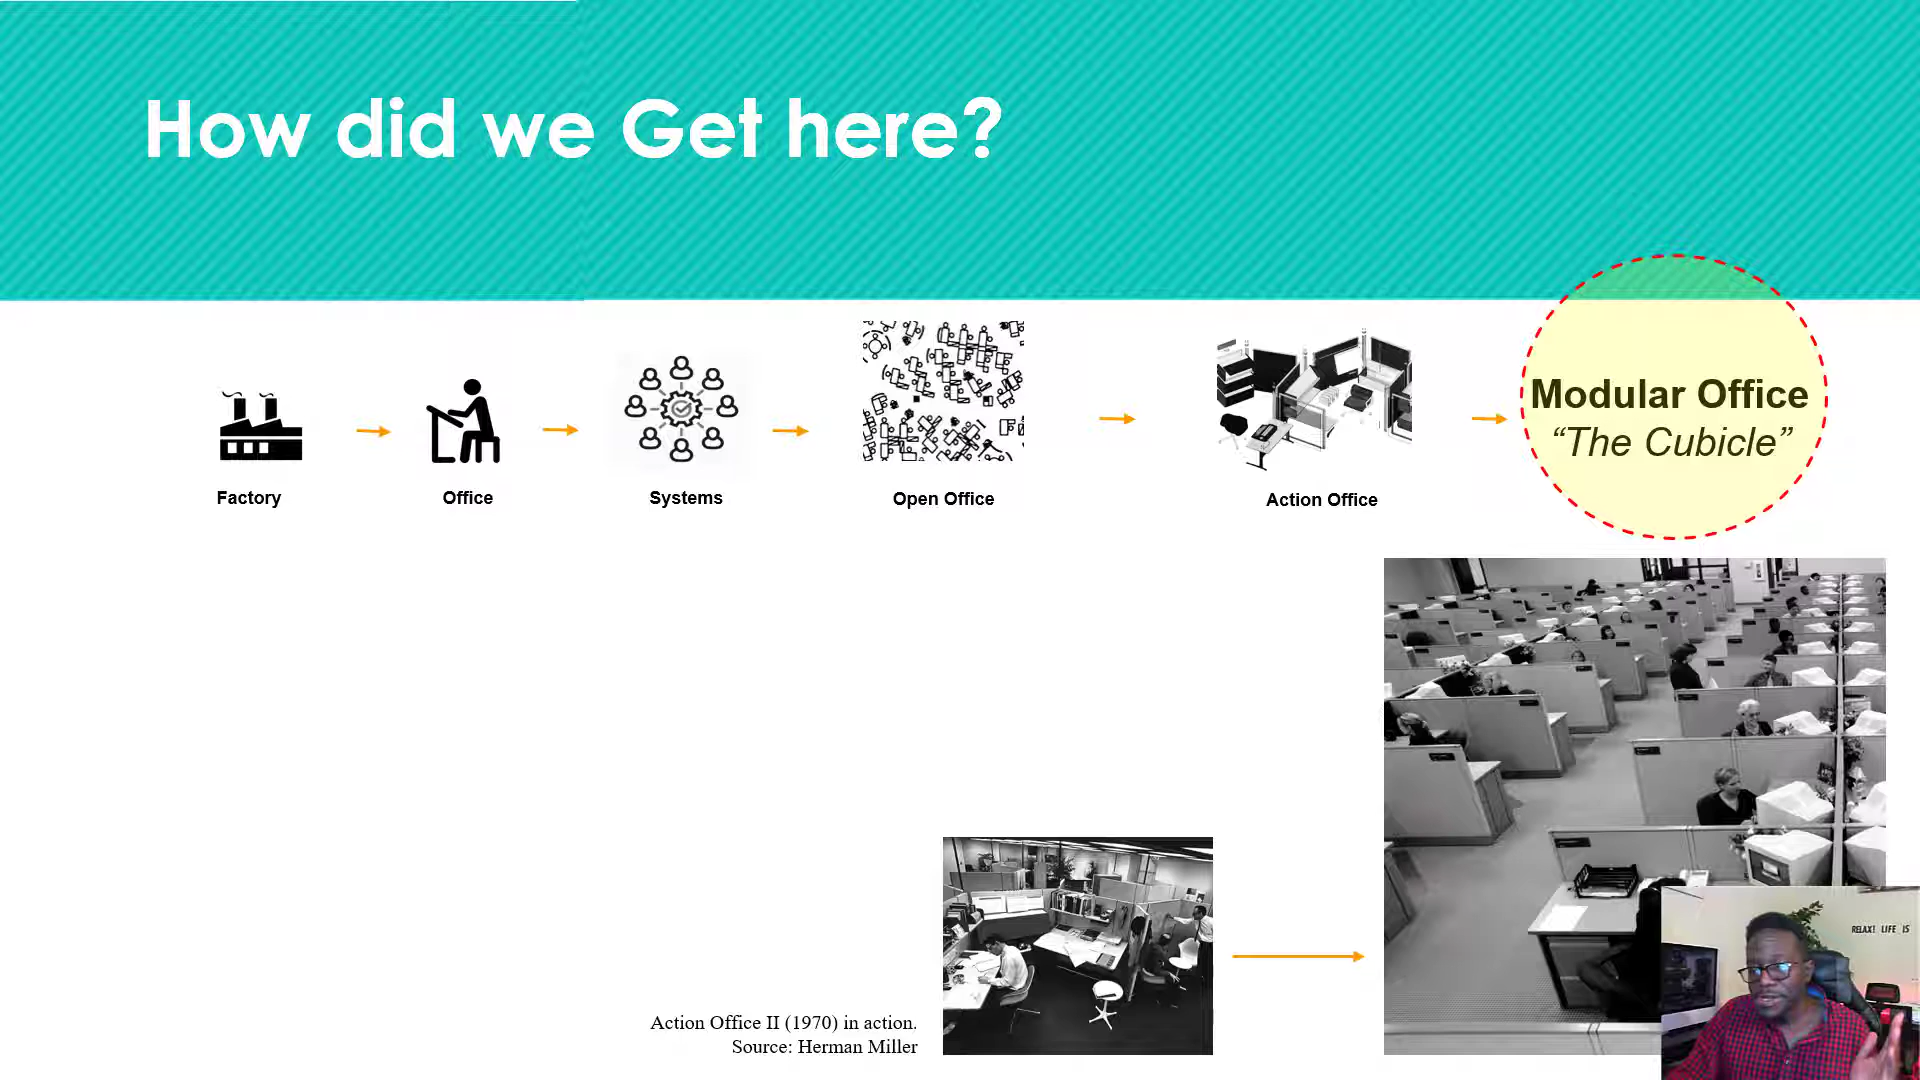 How did we Get here?
Factory
Office
Systems
Open Office
Action Office
Modular Office
“The Cubicle”
Action Office II (1970) in action.
Source: Herman Miller
RELAX! LIFE IS